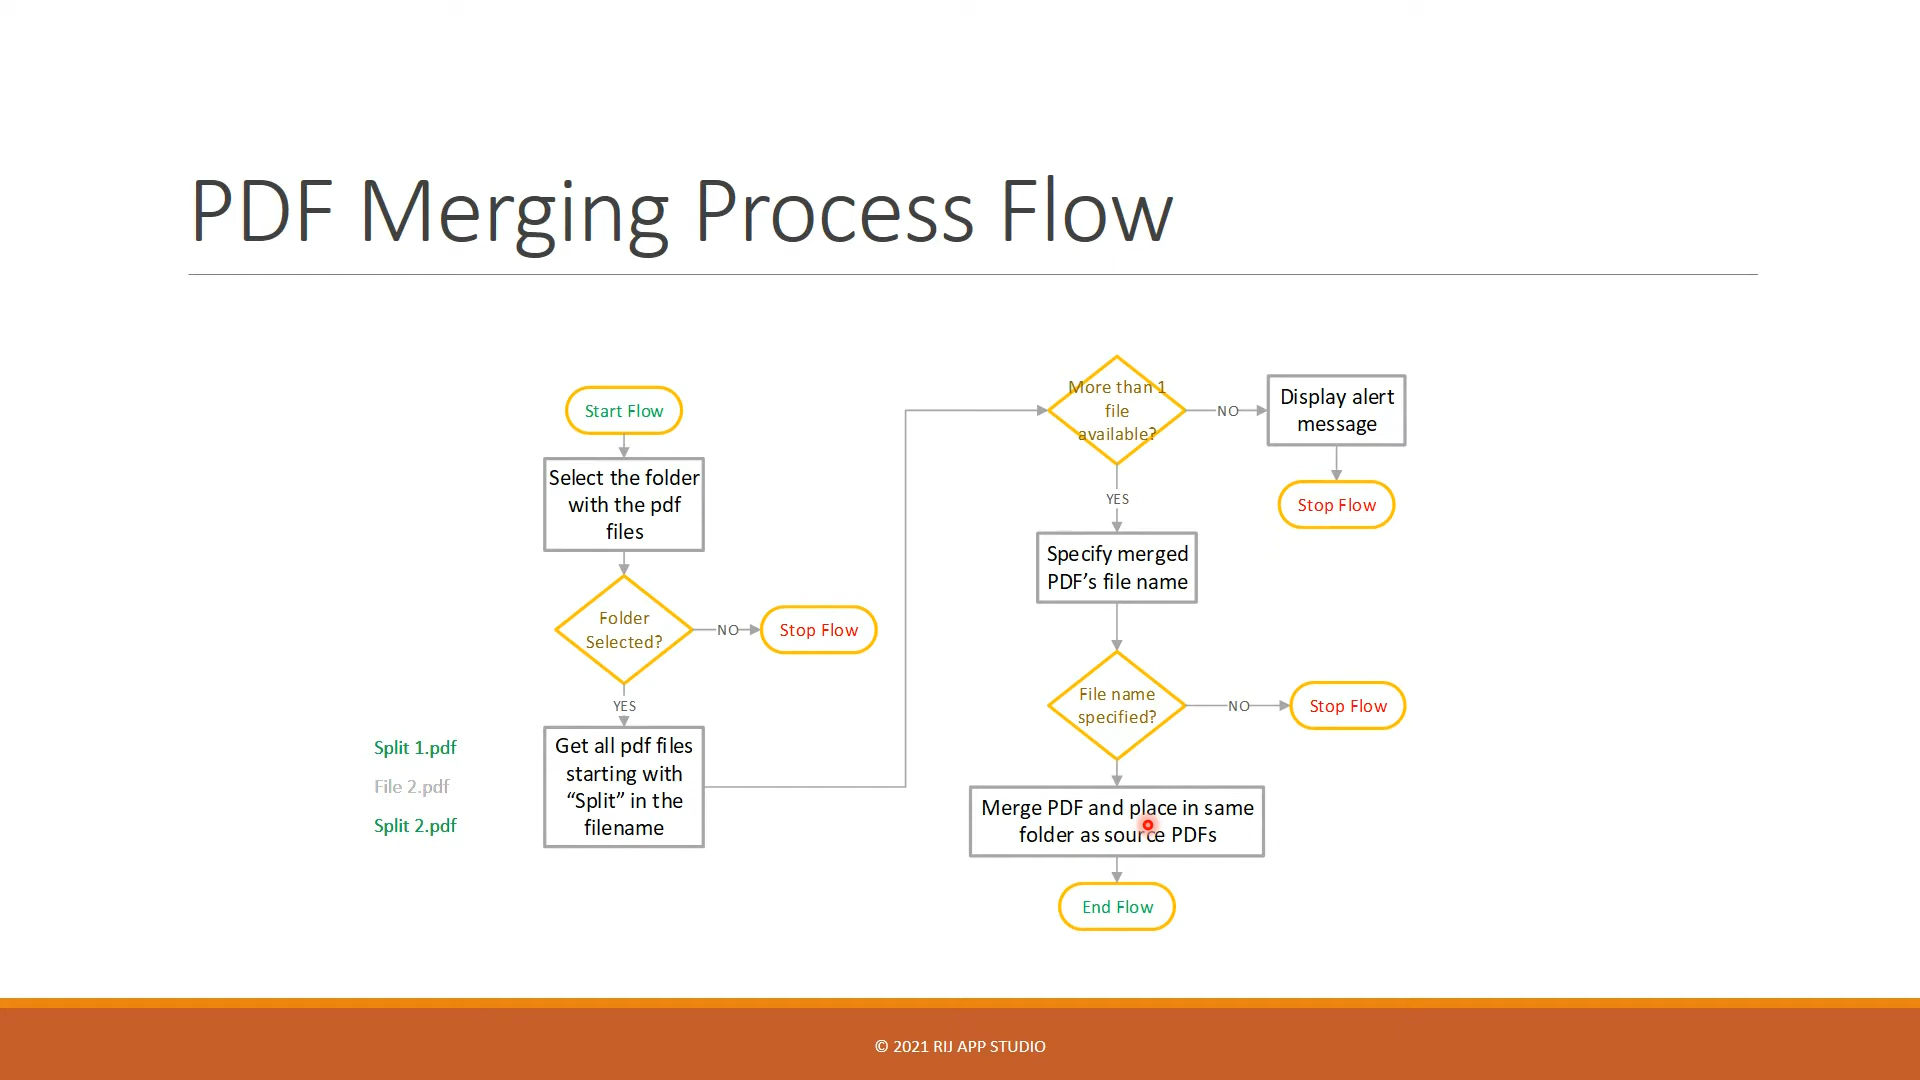 PDF Merging Process Flow
Start Flow
Select the folder
with the pdf
files
Folder
Selected?
NO
Stop Flow
YES
Get all pdf files
starting with
“Split” in the
filename
Split 1.pdf
File 2.pdf
Split 2.pdf
More than 1
file
available?
NO
Display alert
message
Stop Flow
YES
Specify merged
PDF’s file name
File name
specified?
NO
Stop Flow
Merge PDF and place in same
folder as source PDFs
End Flow
© 2021 RIJ APP STUDIO